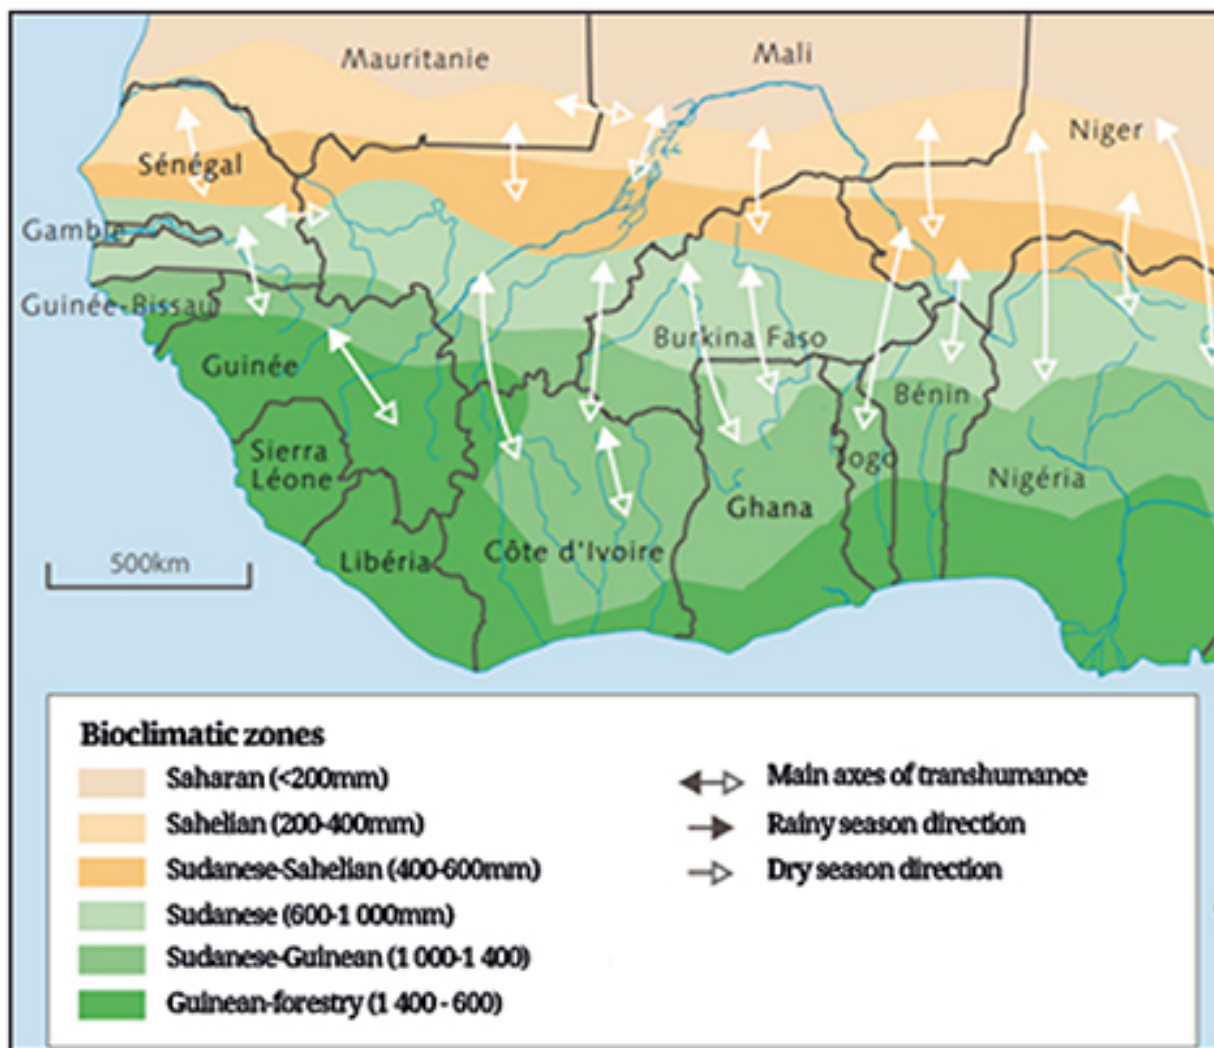 Mauritanie
Mali
Niger
Sénégal
Gambie
Guinée-Bissau
Burkina Faso
Guinée
Bénin
Sierra
Léone
Togo
Nigéria
Ghana
Côte d'Ivoire
Libéria
500km
Bioclimatic zones
Saharan (<200mm)
Sahelian (200-400mm)
Sudanese-Sahelian (400-600mm)
Sudanese (600-1 000mm)
Sudanese-Guinean (1 000-1 400)
Guinean-forestry (1 400 - 600)
Main axes of transhumance
Rainy season direction
Dry season direction